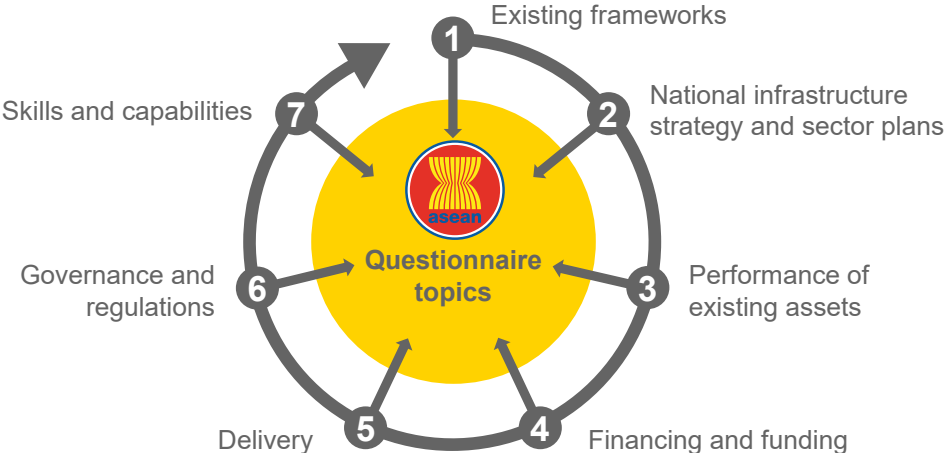 1
Existing frameworks
2
National infrastructure
strategy and sector plans
3
Performance of
existing assets
4
Financing and funding
5
Delivery
6
Governance and
regulations
7
Skills and capabilities
asean
Questionnaire
topics